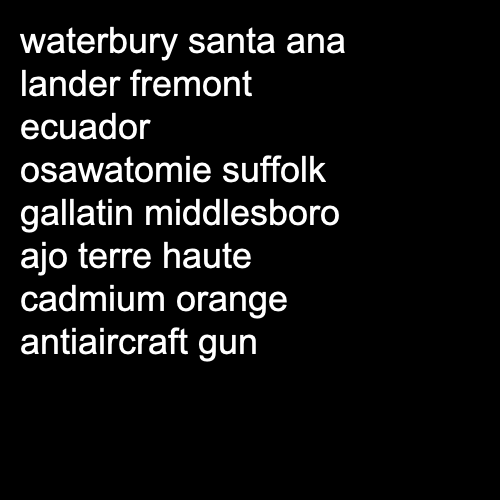 waterbury santa ana
lander fremont
ecuador
osawatomie suffolk
gallatin middlesboro
ajo terre haute
cadmium orange
antiaircraft gun